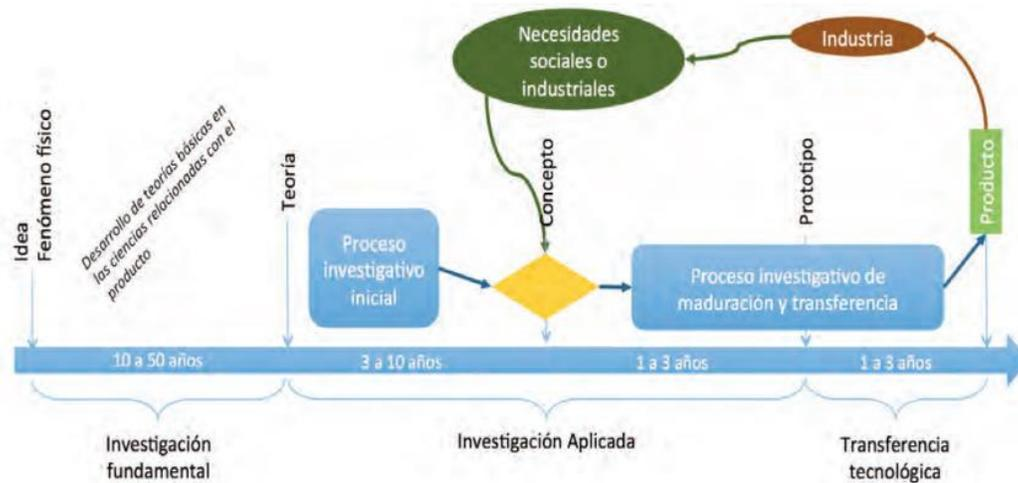 Necesidades
sociales o
industriales
Industria
Idea
Fenómeno físico
Desarrollo de teorías básicas en
las ciencias relacionadas con el
producto
Teoría
Concepto
Prototipo
Producto
Proceso
investigativo
inicial
Proceso investigativo de
maduración y transferencia
10 a 50 años
3 a 10 años
1 a 3 años
1 a 3 años
Investigación
fundamental
Investigación Aplicada
Transferencia
tecnológica